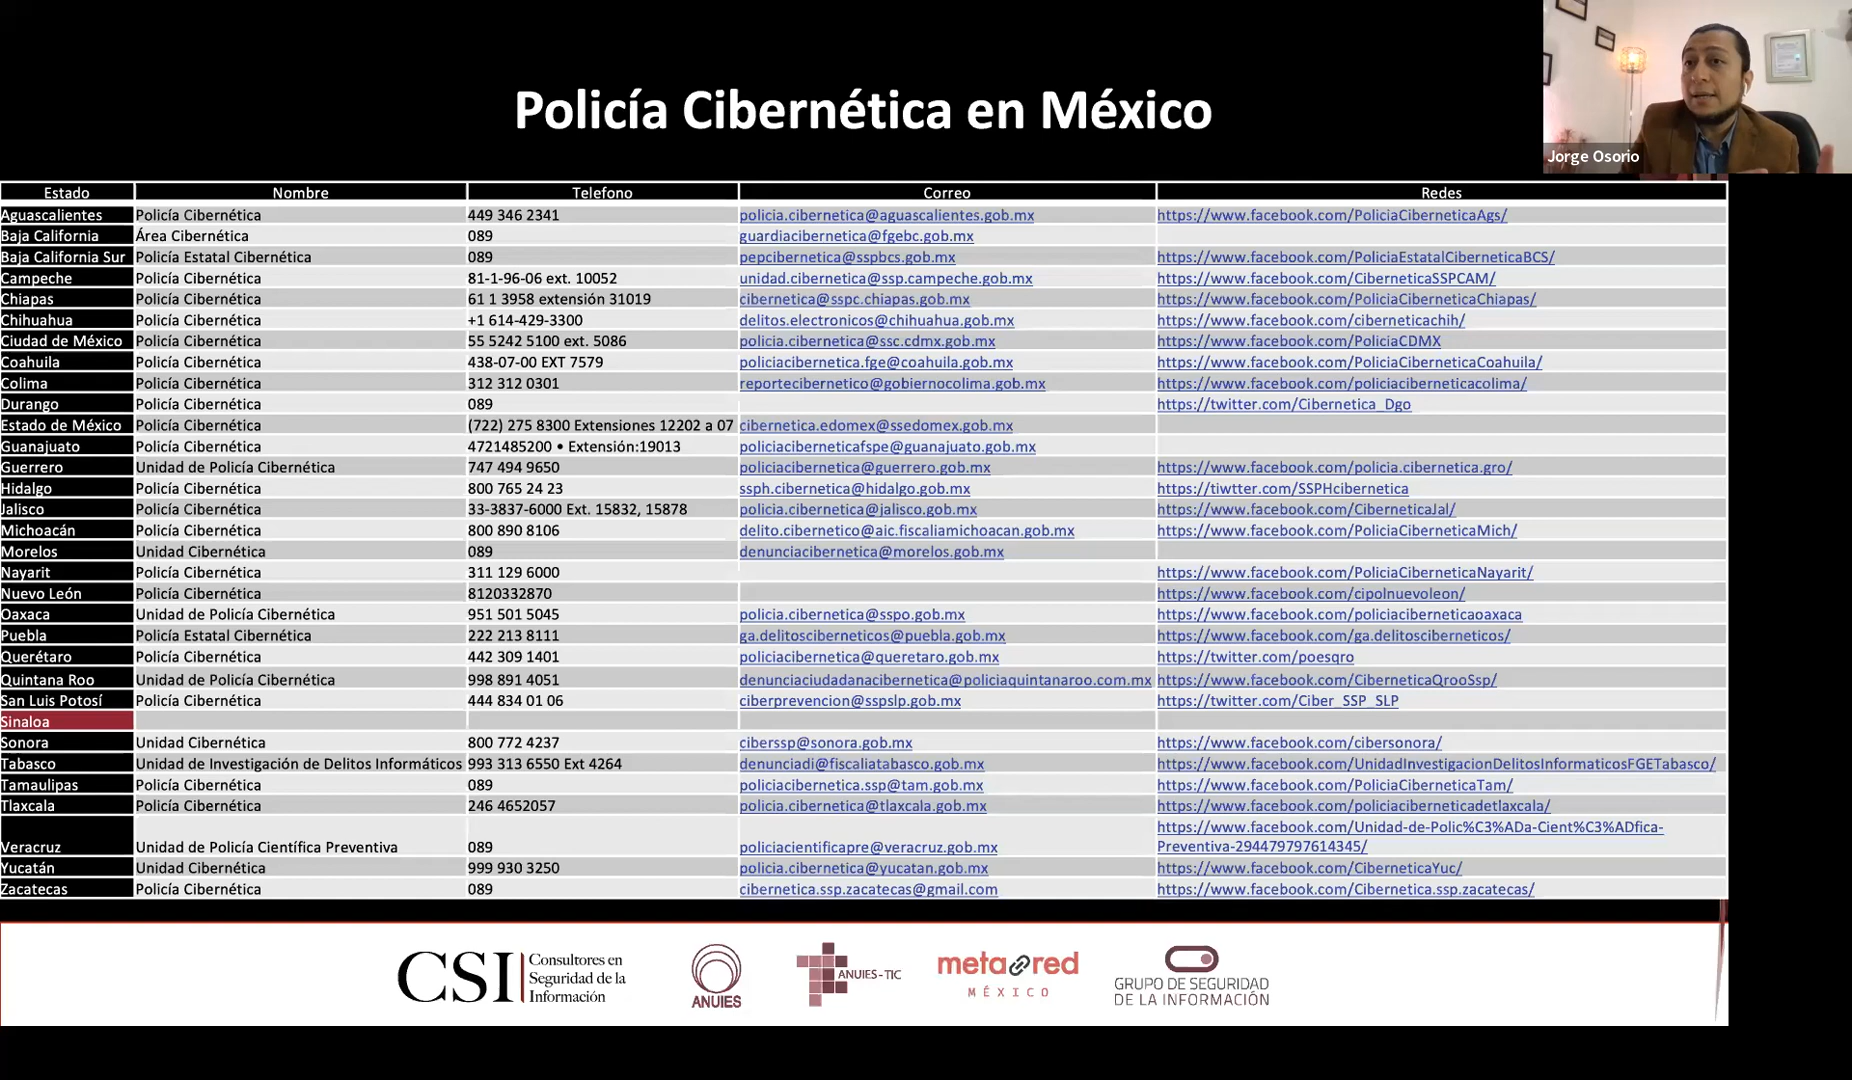 Policía Cibernética en México
Jorge Osorio
Estado Nombre Telefono Correo Redes
Aguascalientes Policía Cibernética 449 346 2341 policia.cibernetica@aguascalientes.gob.mx https://www.facebook.com/PoliciaCiberneticaAgs/
Baja California Área Cibernética 089 guardiacibernetica@fgebc.gob.mx
Baja California Sur Policía Estatal Cibernética 089 pepcibernetica@sspbcs.gob.mx https://www.facebook.com/PoliciaEstatalCiberneticaBCS/
Campeche Policía Cibernética 81-1-96-06 ext. 10052 unidad.cibernetica@ssp.campeche.gob.mx https://www.facebook.com/CiberneticaSSPCAM/
Chiapas Policía Cibernética 61 1 3958 extensión 31019 cibernetica@sspc.chiapas.gob.mx https://www.facebook.com/PoliciaCiberneticaChiapas/
Chihuahua Policía Cibernética +1 614-429-3300 delitos.electronicos@chihuahua.gob.mx https://www.facebook.com/ciberneticachih/
Ciudad de México Policía Cibernética 55 5242 5100 ext. 5086 policia.cibernetica@ssc.cdmx.gob.mx https://www.facebook.com/PoliciaCDMX
Coahuila Policía Cibernética 438-07-00 EXT 7579 policiacibernetica.fge@coahuila.gob.mx https://www.facebook.com/PoliciaCiberneticaCoahuila/
Colima Policía Cibernética 312 312 0301 reportecibernetico@gobiernocolima.gob.mx https://www.facebook.com/policiaciberneticacolima/
Durango Policía Cibernética 089 https://twitter.com/Cibernetica_Dgo
Estado de México Policía Cibernética (722) 275 8300 Extensiones 12202 a 07 cibernetica.edomex@ssedomex.gob.mx
Guanajuato Policía Cibernética 4721485200 • Extensión:19013 policiaciberneticafspe@guanajuato.gob.mx
Guerrero Unidad de Policía Cibernética 747 494 9650 policiacibernetica@guerrero.gob.mx https://www.facebook.com/policia.cibernetica.gro/
Hidalgo Policía Cibernética 800 765 24 23 ssph.cibernetica@hidalgo.gob.mx https://tiwtter.com/SSPHcibernetica
Jalisco Policía Cibernética 33-3837-6000 Ext. 15832, 15878 policia.cibernetica@jalisco.gob.mx https://www.facebook.com/CiberneticaJal/
Michoacán Policía Cibernética 800 890 8106 delito.cibernetico@aic.fiscaliamichoacan.gob.mx https://www.facebook.com/PoliciaCiberneticaMich/
Morelos Unidad Cibernética 089 denunciacibernetica@morelos.gob.mx
Nayarit Policía Cibernética 311 129 6000 https://www.facebook.com/PoliciaCiberneticaNayarit/
Nuevo León Policía Cibernética 8120332870 https://www.facebook.com/cipolnuevoleon/
Oaxaca Unidad de Policía Cibernética 951 501 5045 policia.cibernetica@sspo.gob.mx https://www.facebook.com/policiaciberneticaoaxaca
Puebla Policía Estatal Cibernética 222 213 8111 ga.delitosciberneticos@puebla.gob.mx https://www.facebook.com/ga.delitosciberneticos/
Querétaro Policía Cibernética 442 309 1401 policiacibernetica@queretaro.gob.mx https://twitter.com/poesqro
Quintana Roo Unidad de Policía Cibernética 998 891 4051 denunciaciudadanacibernetica@policiaquintanaroo.com.mx https://www.facebook.com/CiberneticaQrooSsp/
San Luis Potosí Policía Cibernética 444 834 01 06 ciberprevencion@sspslp.gob.mx https://twitter.com/Ciber_SSP_SLP
Sinaloa
Sonora Unidad Cibernética 800 772 4237 ciberssp@sonora.gob.mx https://www.facebook.com/cibersonora/
Tabasco Unidad de Investigación de Delitos Informáticos 993 313 6550 Ext 4264 denunciadi@fiscaliatabasco.gob.mx https://www.facebook.com/UnidadInvestigacionDelitosInformaticosFGETabasco/
Tamaulipas Policía Cibernética 089 policiacibernetica.ssp@tam.gob.mx https://www.facebook.com/PoliciaCiberneticaTam/
Tlaxcala Policía Cibernética 246 4652057 policia.cibernetica@tlaxcala.gob.mx https://www.facebook.com/policiaciberneticadetlaxcala/
https://www.facebook.com/Unidad-de-Polic%C3%ADa-Cient%C3%ADfica-
Veracruz Unidad de Policía Científica Preventiva 089 policiacientificapre@veracruz.gob.mx Preventiva-294479797614345/
Yucatán Unidad Cibernética 999 930 3250 policia.cibernetica@yucatan.gob.mx https://www.facebook.com/CiberneticaYuc/
Zacatecas Policía Cibernética 089 cibernetica.ssp.zacatecas@gmail.com https://www.facebook.com/Cibernetica.ssp.zacatecas/
CSI Consultores en
Seguridad de la
Información
ANUIES
ANUIES-TIC
metared
MÉXICO
GRUPO DE SEGURIDAD
DE LA INFORMACIÓN